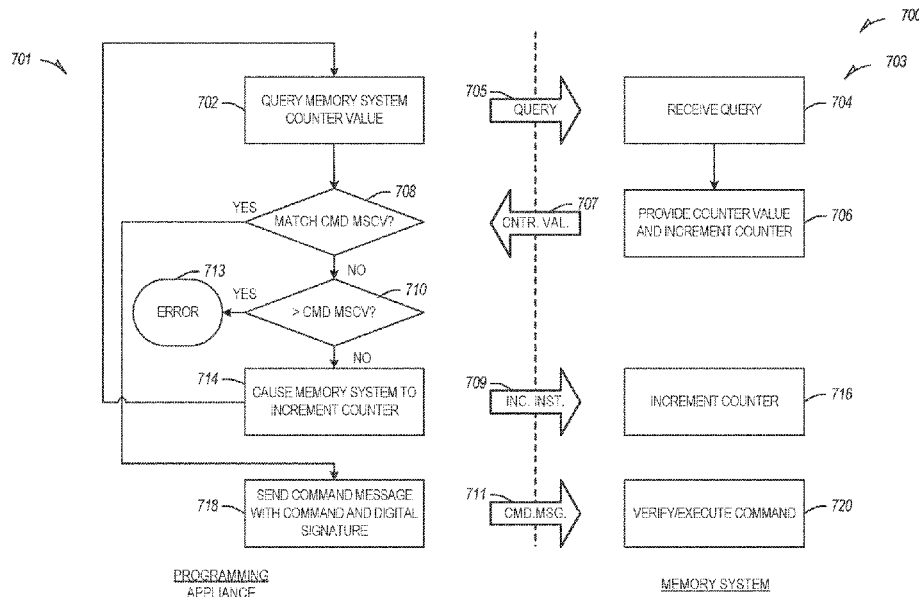 700
701
703
702
QUERY MEMORY SYSTEM
COUNTER VALUE
705
QUERY
RECEIVE QUERY
704
708
YES
MATCH CMD MSCV?
707
CNTR. VAL.
PROVIDE COUNTER VALUE
AND INCREMENT COUNTER
706
NO
713
YES
710
ERROR
> CMD MSCV?
NO
714
CAUSE MEMORY SYSTEM TO
INCREMENT COUNTER
709
INC. INST.
INCREMENT COUNTER
716
718
SEND COMMAND MESSAGE
WITH COMMAND AND DIGITAL
SIGNATURE
711
CMD.MSG.
VERIFY/EXECUTE COMMAND
720
PROGRAMMING
APPLIANCE
MEMORY SYSTEM